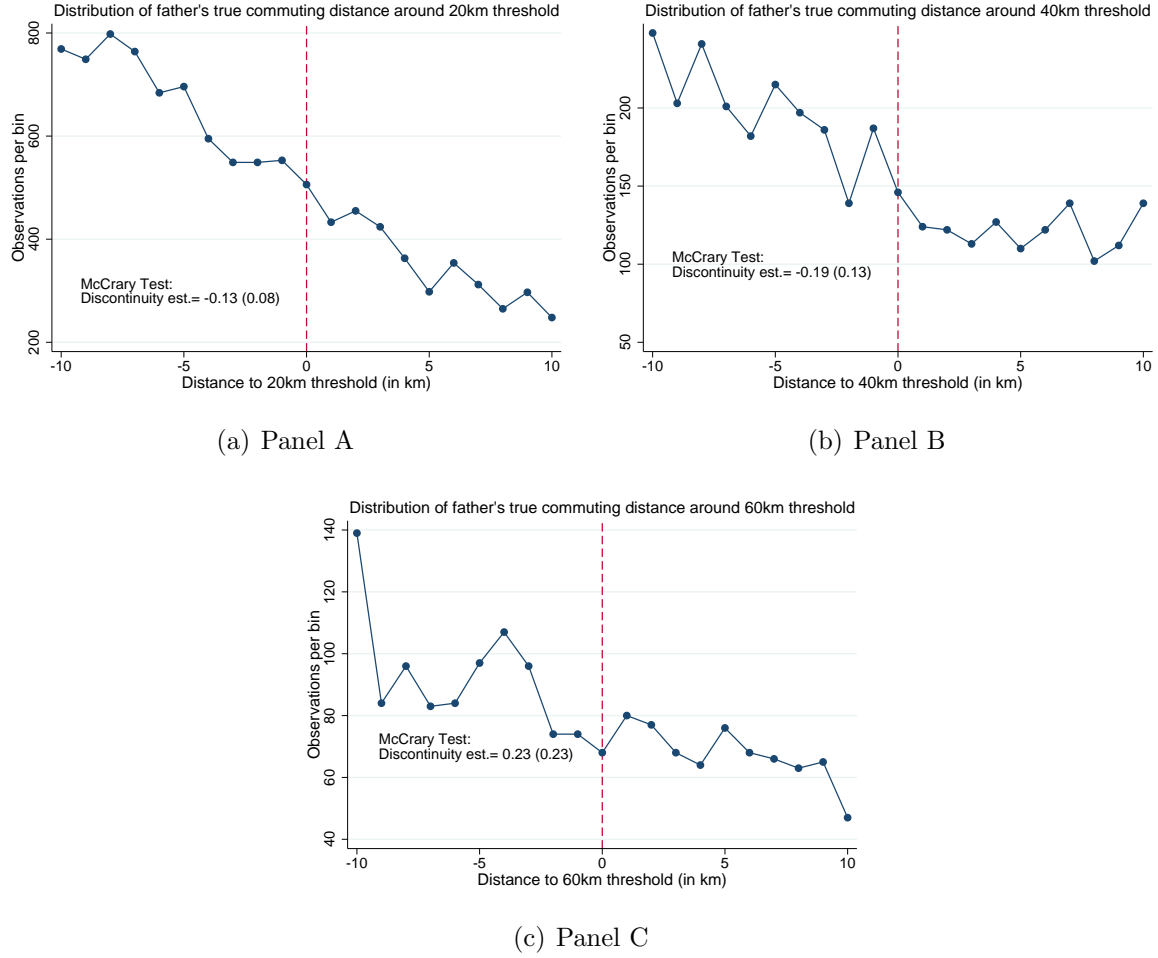 Distribution of father's true commuting distance around 20km threshold
Observations per bin
800
600
400
200
McCrary Test:
Discontinuity est.= -0.13 (0.08)
-10 -5 0 5 10
Distance to 20km threshold (in km)
(a) Panel A
Distribution of father's true commuting distance around 40km threshold
Observations per bin
200
150
100
50
McCrary Test:
Discontinuity est.= -0.19 (0.13)
-10 -5 0 5 10
Distance to 40km threshold (in km)
(b) Panel B
Distribution of father's true commuting distance around 60km threshold
Observations per bin
140
120
100
80
60
40
McCrary Test:
Discontinuity est.= 0.23 (0.23)
-10 -5 0 5 10
Distance to 60km threshold (in km)
(c) Panel C